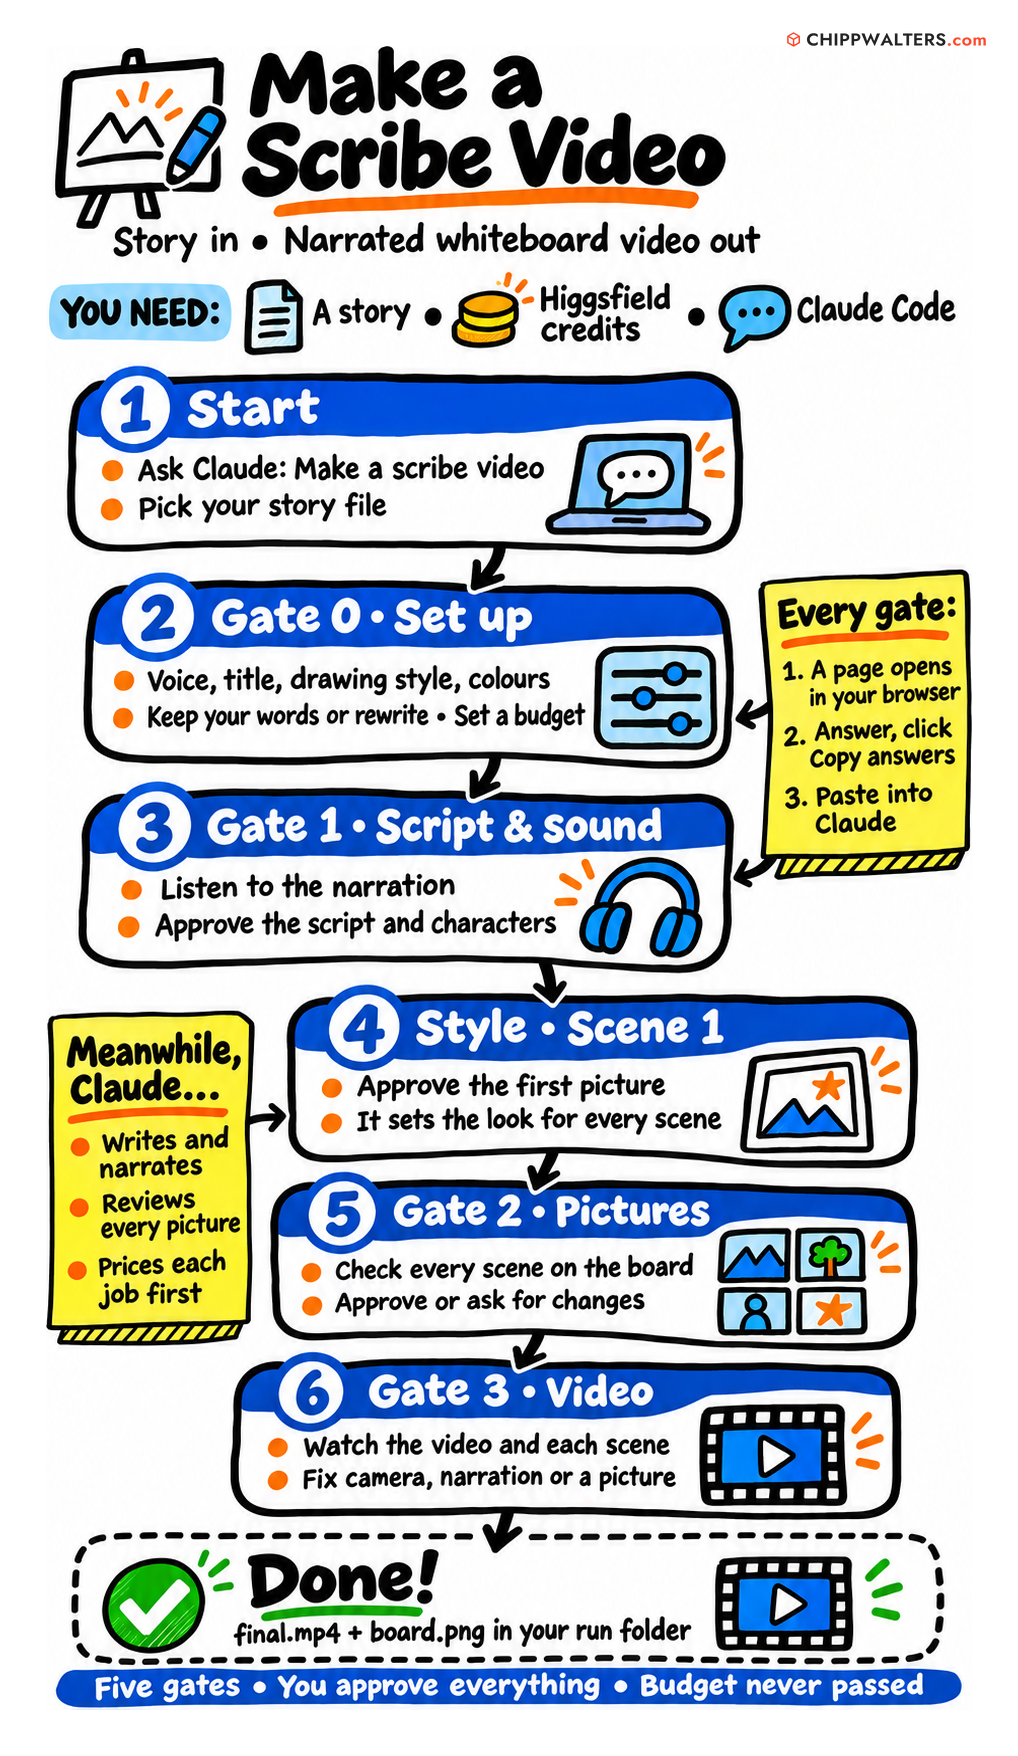 CHIPPWALTERS.com
Make a
Scribe Video
Story in • Narrated whiteboard video out
YOU NEED:
A story •
Higgsfield
credits
• Claude Code
1 Start
Ask Claude: Make a scribe video
Pick your story file
2 Gate 0 • Set up
Voice, title, drawing style, colours
Keep your words or rewrite • Set a budget
Every gate:
1. A page opens
in your browser
2. Answer, click
Copy answers
3. Paste into
Claude
3 Gate 1 • Script & sound
Listen to the narration
Approve the script and characters
4 Style • Scene 1
Approve the first picture
It sets the look for every scene
Meanwhile,
Claude...
Writes and
narrates
Reviews
every picture
Prices each
job first
5 Gate 2 • Pictures
Check every scene on the board
Approve or ask for changes
6 Gate 3 • Video
Watch the video and each scene
Fix camera, narration or a picture
Done!
final.mp4 + board.png in your run folder
Five gates • You approve everything • Budget never passed